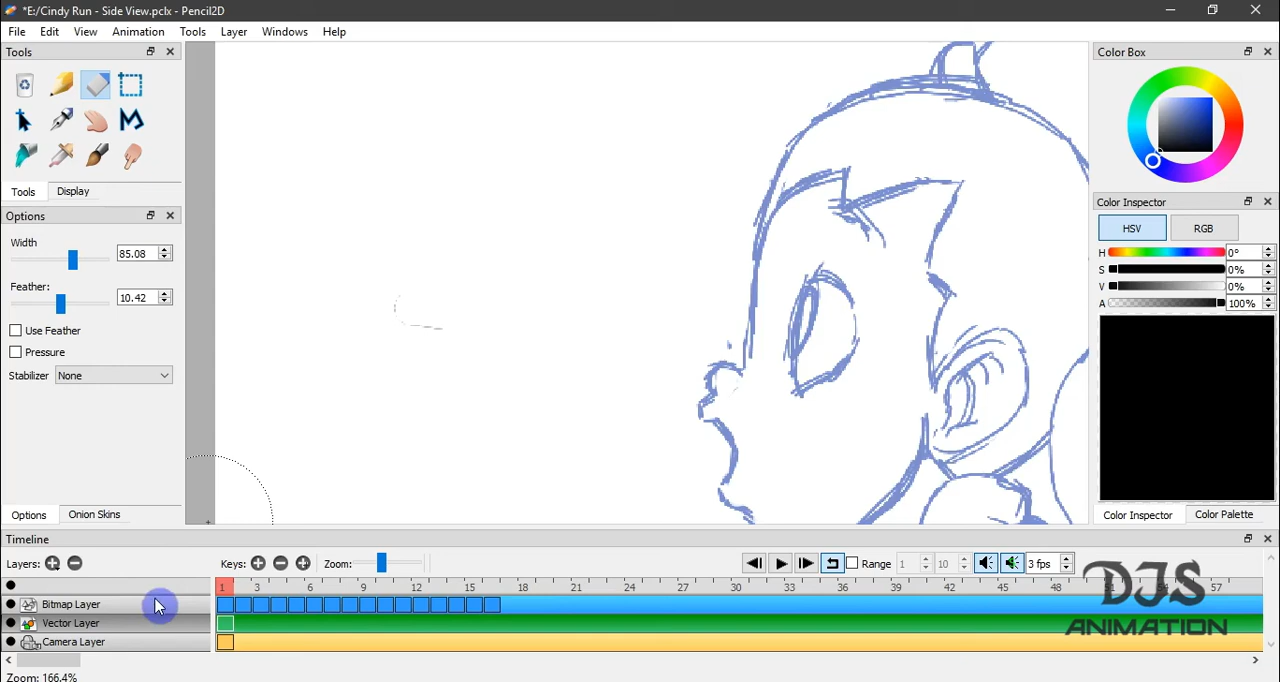 *E:/Cindy Run - Side View.pclx - Pencil2D
File Edit View Animation Tools Layer Windows Help
Tools
Tools Display
Options
Width
85.08
Feather:
10.42
Use Feather
Pressure
Stabilizer None
Options Onion Skins
Color Box
Color Inspector
HSV RGB
H 0°
S 0%
V 0%
A 100%
Color Inspector Color Palette
Timeline
Layers: Keys: Zoom: Range 1 10 3 fps
1 3 6 9 12 15 18 21 24 27 30 33 36 39 42 45 48 51 54 57
Bitmap Layer
Vector Layer
Camera Layer
DJS
ANIMATION
Zoom: 166.4%